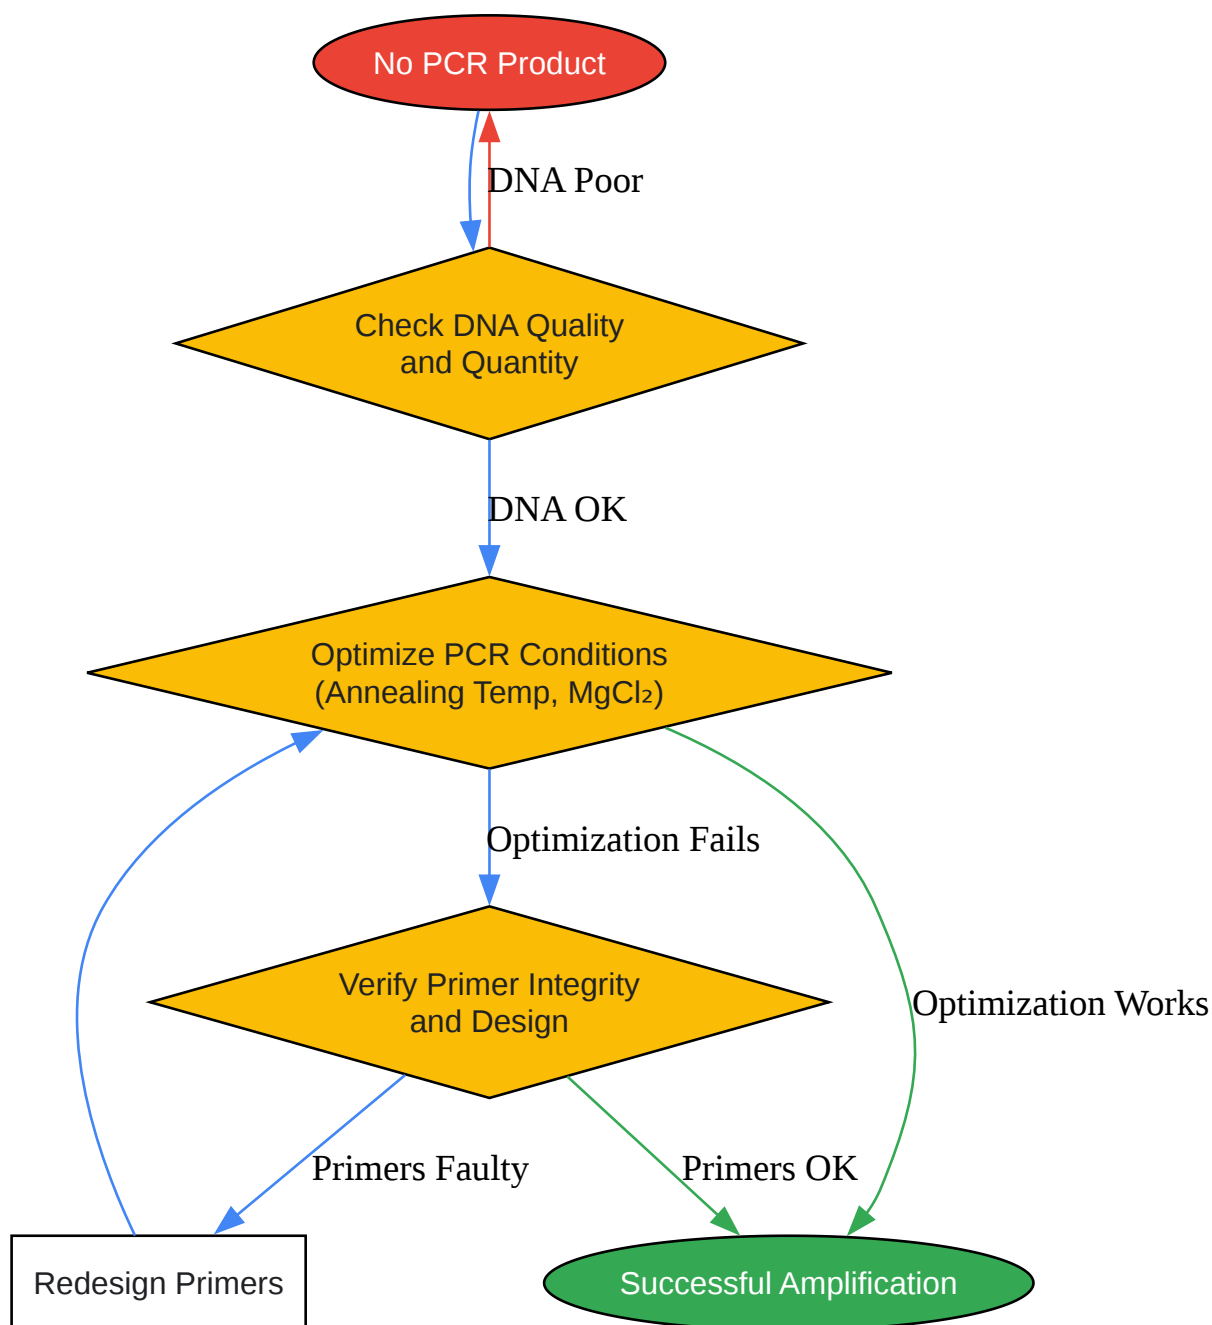 No PCR Product
DNA Poor
Check DNA Quality
and Quantity
DNA OK
Optimize PCR Conditions
(Annealing Temp, MgCl₂)
Optimization Fails
Verify Primer Integrity
and Design
Optimization Works
Primers Faulty
Primers OK
Redesign Primers
Successful Amplification